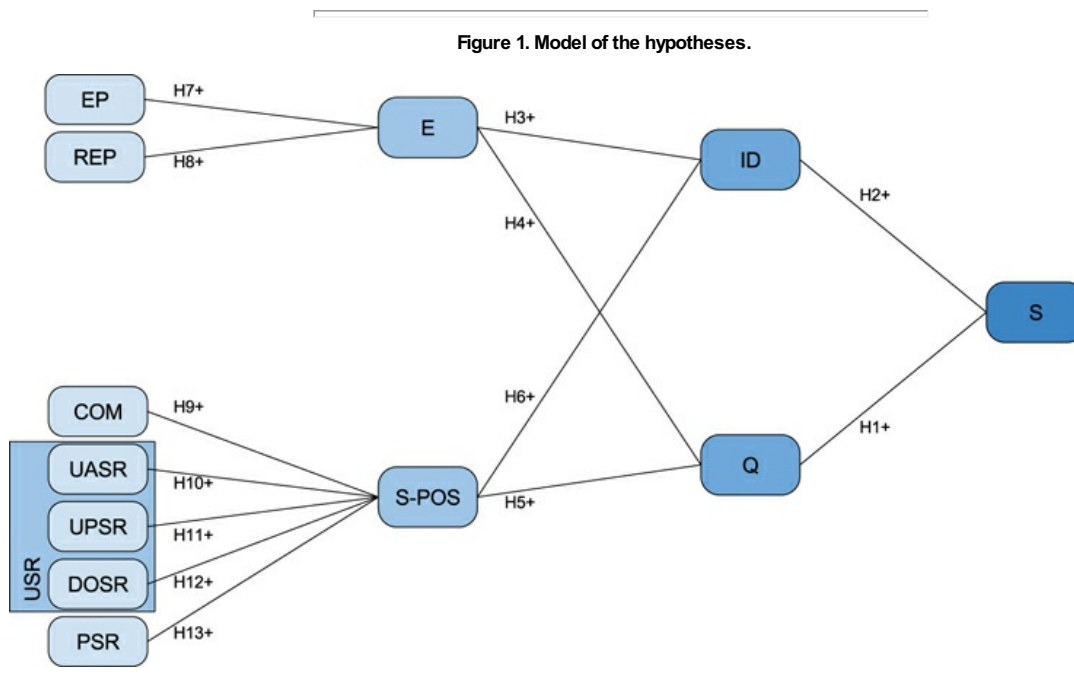 Figure 1. Model of the hypotheses.
EP
H7+
REP
H8+
E
H3+
H4+
ID
H2+
S
COM
H9+
USR
UASR
H10+
UPSR
H11+
DOSR
H12+
PSR
H13+
S-POS
H6+
H5+
Q
H1+